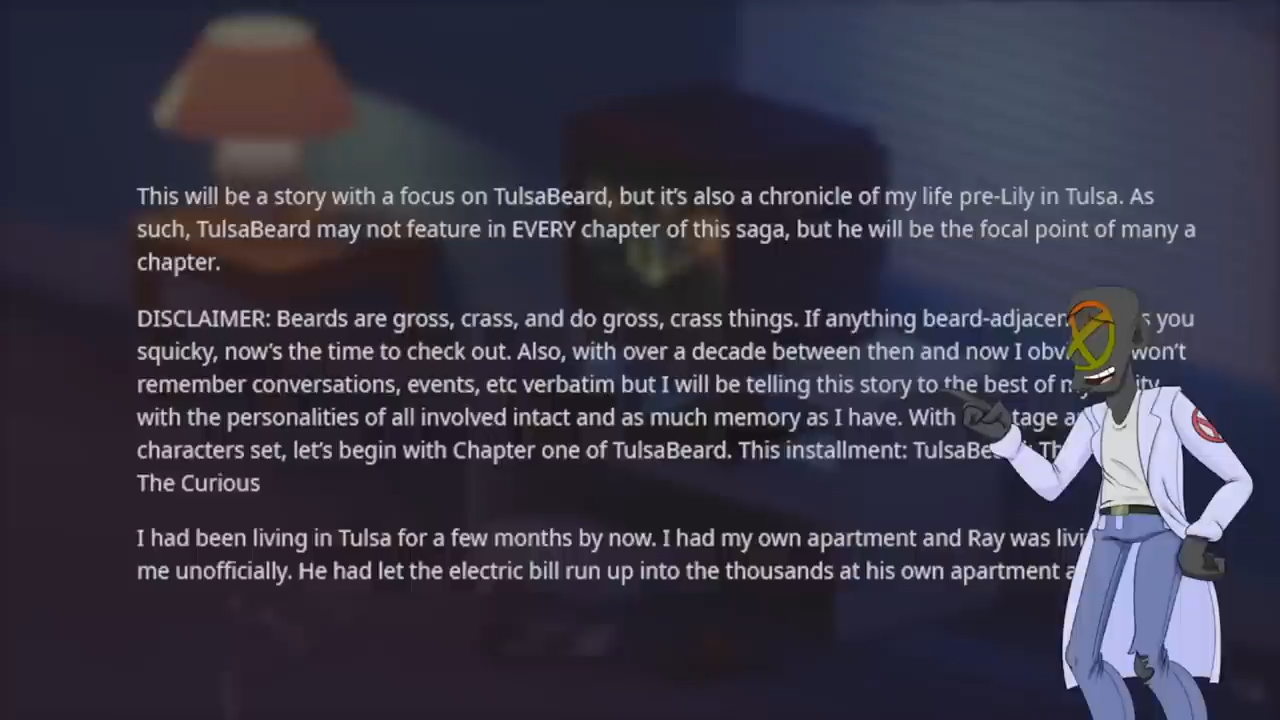 This will be a story with a focus on TulsaBeard, but it's also a chronicle of my life pre-Lily in Tulsa. As
such, TulsaBeard may not feature in EVERY chapter of this saga, but he will be the focal point of many a
chapter.
DISCLAIMER: Beards are gross, crass, and do gross, crass things. If anything you
squicky, now's the time to check out. Also, with over a decade between then and now I won't
remember conversations, events, etc verbatim but I will be telling this story to the best of
with the personalities of all involved intact and as much memory as I have. With
characters set, let's begin with Chapter one of TulsaBeard. This installment:
The Curious
I had been living in Tulsa for a few months by now. I had my own apartment and Ray was
me unofficially. He had let the electric bill run up into the thousands at his own apartment